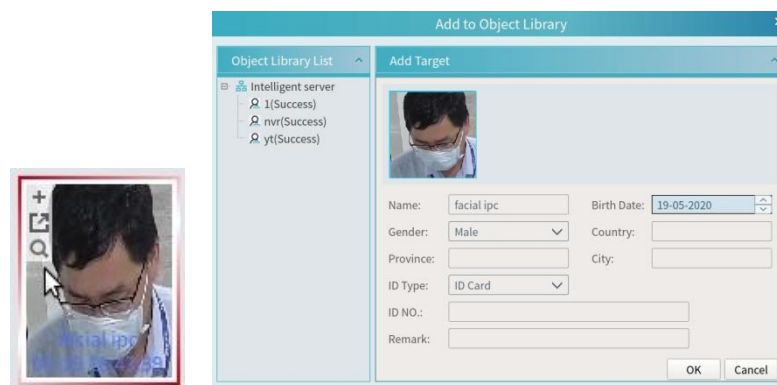 facial ipc
Add to Object Library
Object Library List
Add Target
Intelligent server
1(Success)
nvr(Success)
yt(Success)
Name: facial ipc Birth Date: 19-05-2020
Gender: Male Country:
Province: City:
ID Type: ID Card
ID NO.:
Remark:
OK Cancel